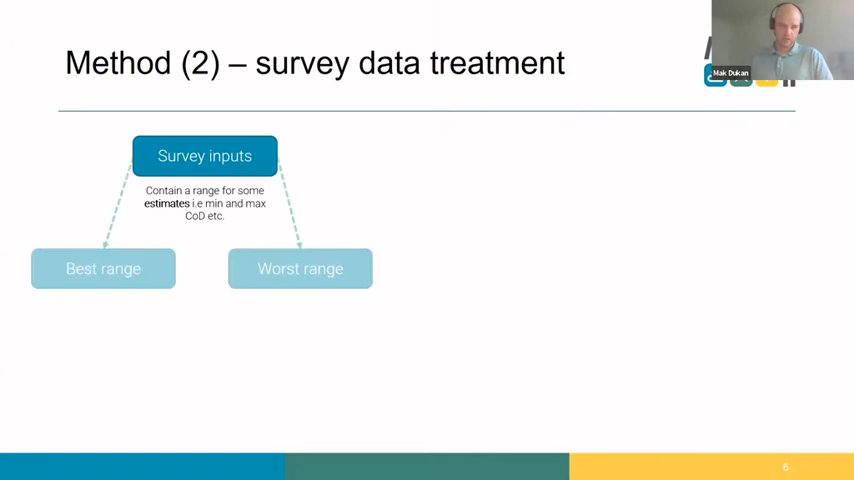 Method (2) – survey data treatment
Mak Dukan
Survey inputs
Contain a range for some
estimates i.e min and max
CoD etc.
Best range
Worst range
6